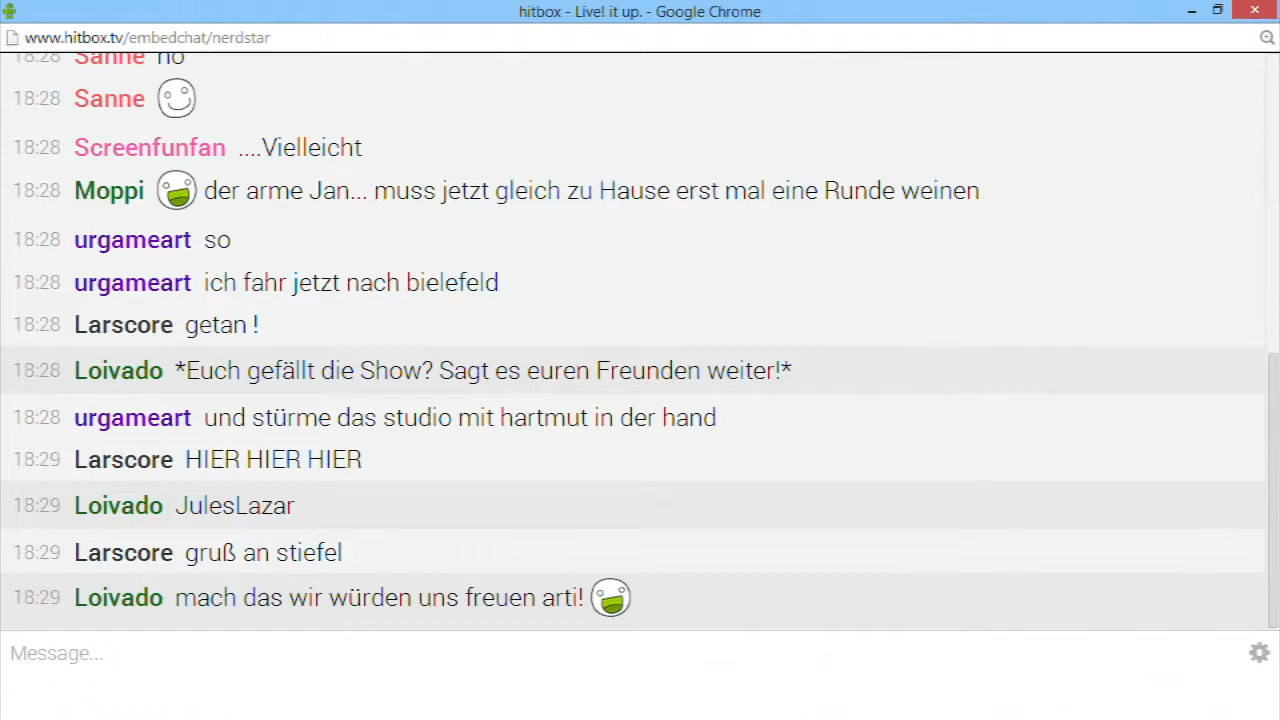 hitbox - Live! it up. - Google Chrome
www.hitbox.tv/embedchat/nerdstar
18:28 Sanne no
18:28 Sanne
18:28 Screenfunfan ....Vielleicht
18:28 Moppi der arme Jan... muss jetzt gleich zu Hause erst mal eine Runde weinen
18:28 urgameart so
18:28 urgameart ich fahr jetzt nach bielefeld
18:28 Larscore getan !
18:28 Loivado *Euch gefällt die Show? Sagt es euren Freunden weiter!*
18:28 urgameart und stürme das studio mit hartmut in der hand
18:29 Larscore HIER HIER HIER
18:29 Loivado JulesLazar
18:29 Larscore gruß an stiefel
18:29 Loivado mach das wir würden uns freuen arti!
Message...